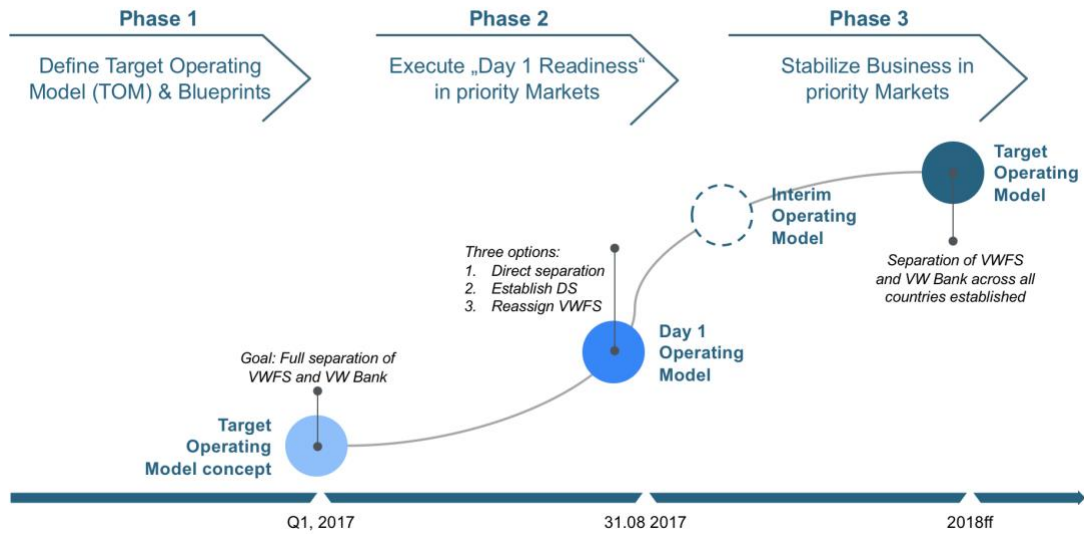 Phase 1
Define Target Operating
Model (TOM) & Blueprints
Phase 2
Execute „Day 1 Readiness“
in priority Markets
Phase 3
Stabilize Business in
priority Markets
Target
Operating
Model
Interim
Operating
Model
Three options:
1. Direct separation
2. Establish DS
3. Reassign VWFS
Separation of VWFS
and VW Bank across all
countries established
Day 1
Operating
Model
Goal: Full separation of
VWFS and VW Bank
Target
Operating
Model concept
Q1, 2017
31.08 2017
2018ff